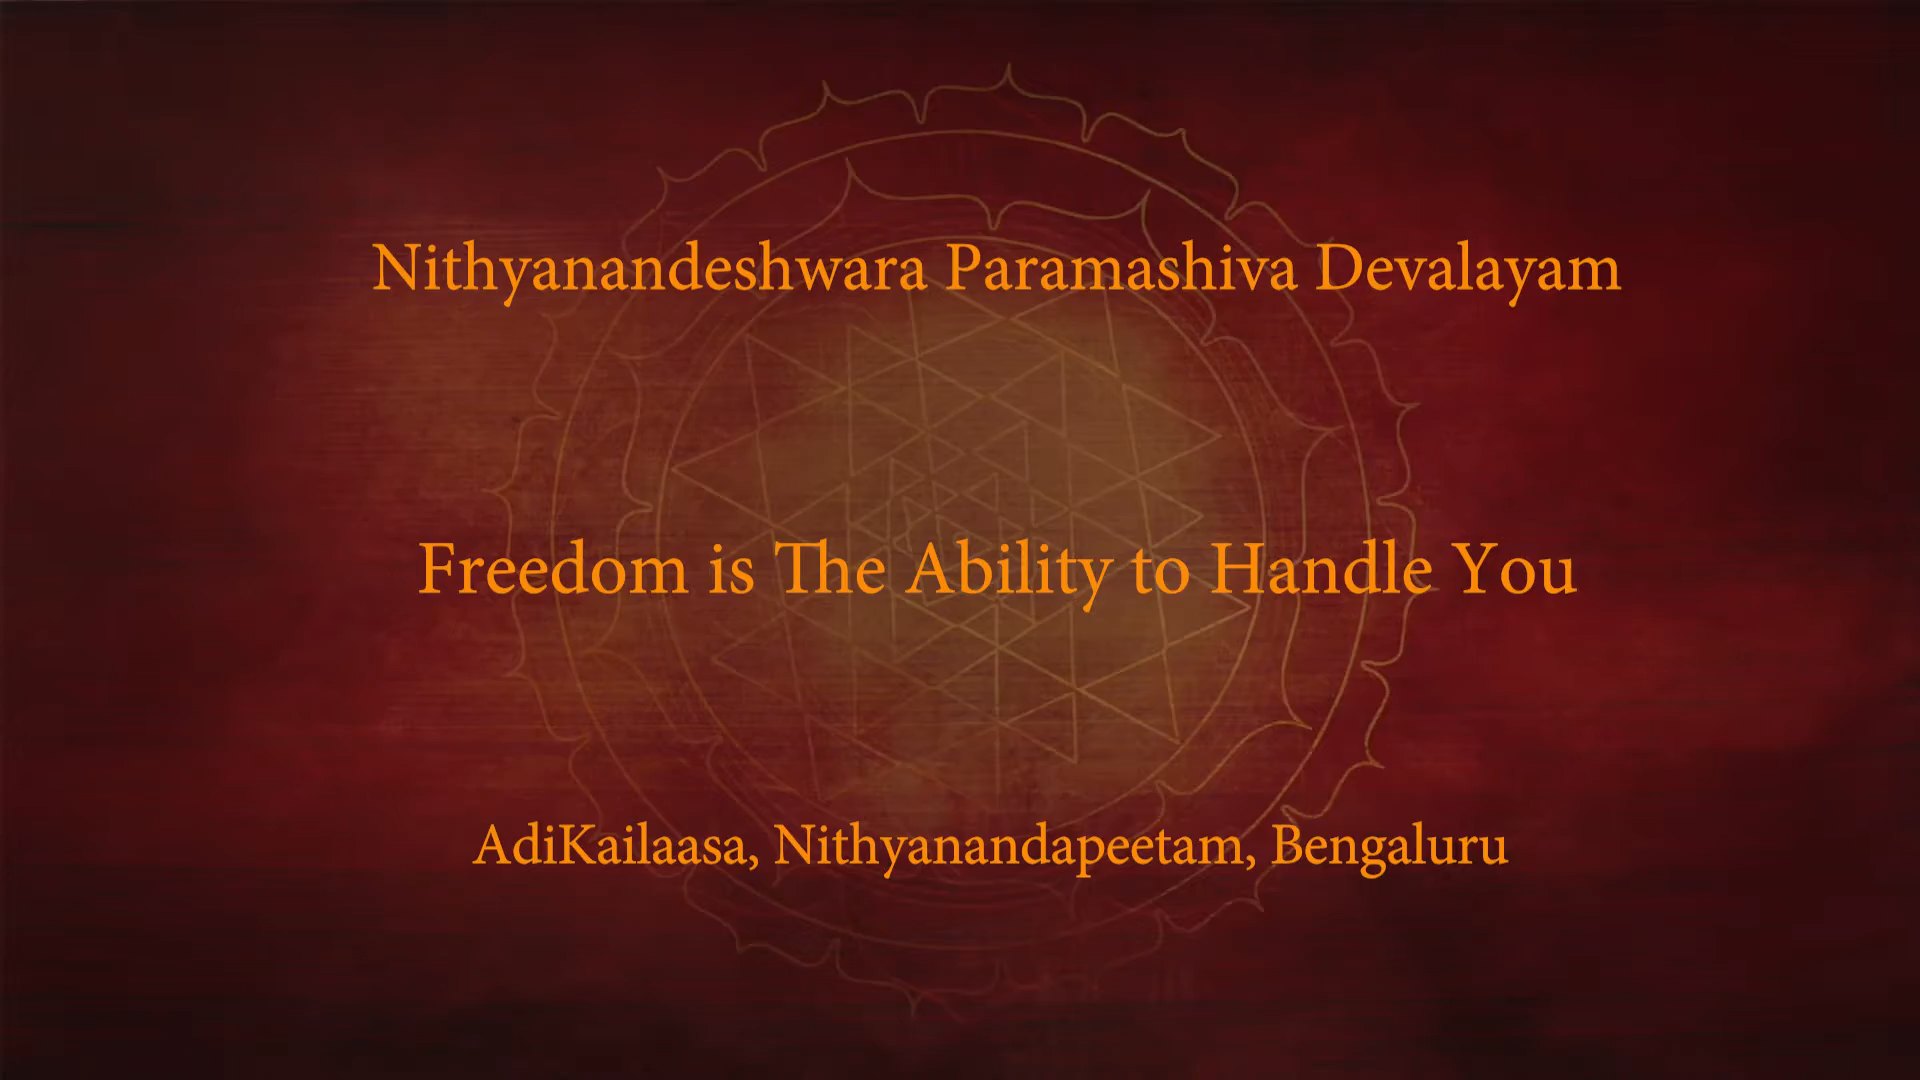 Nithyanandeshwara Paramashiva Devalayam
Freedom is The Ability to Handle You
AdiKailaasa, Nithyanandapeetam, Bengaluru